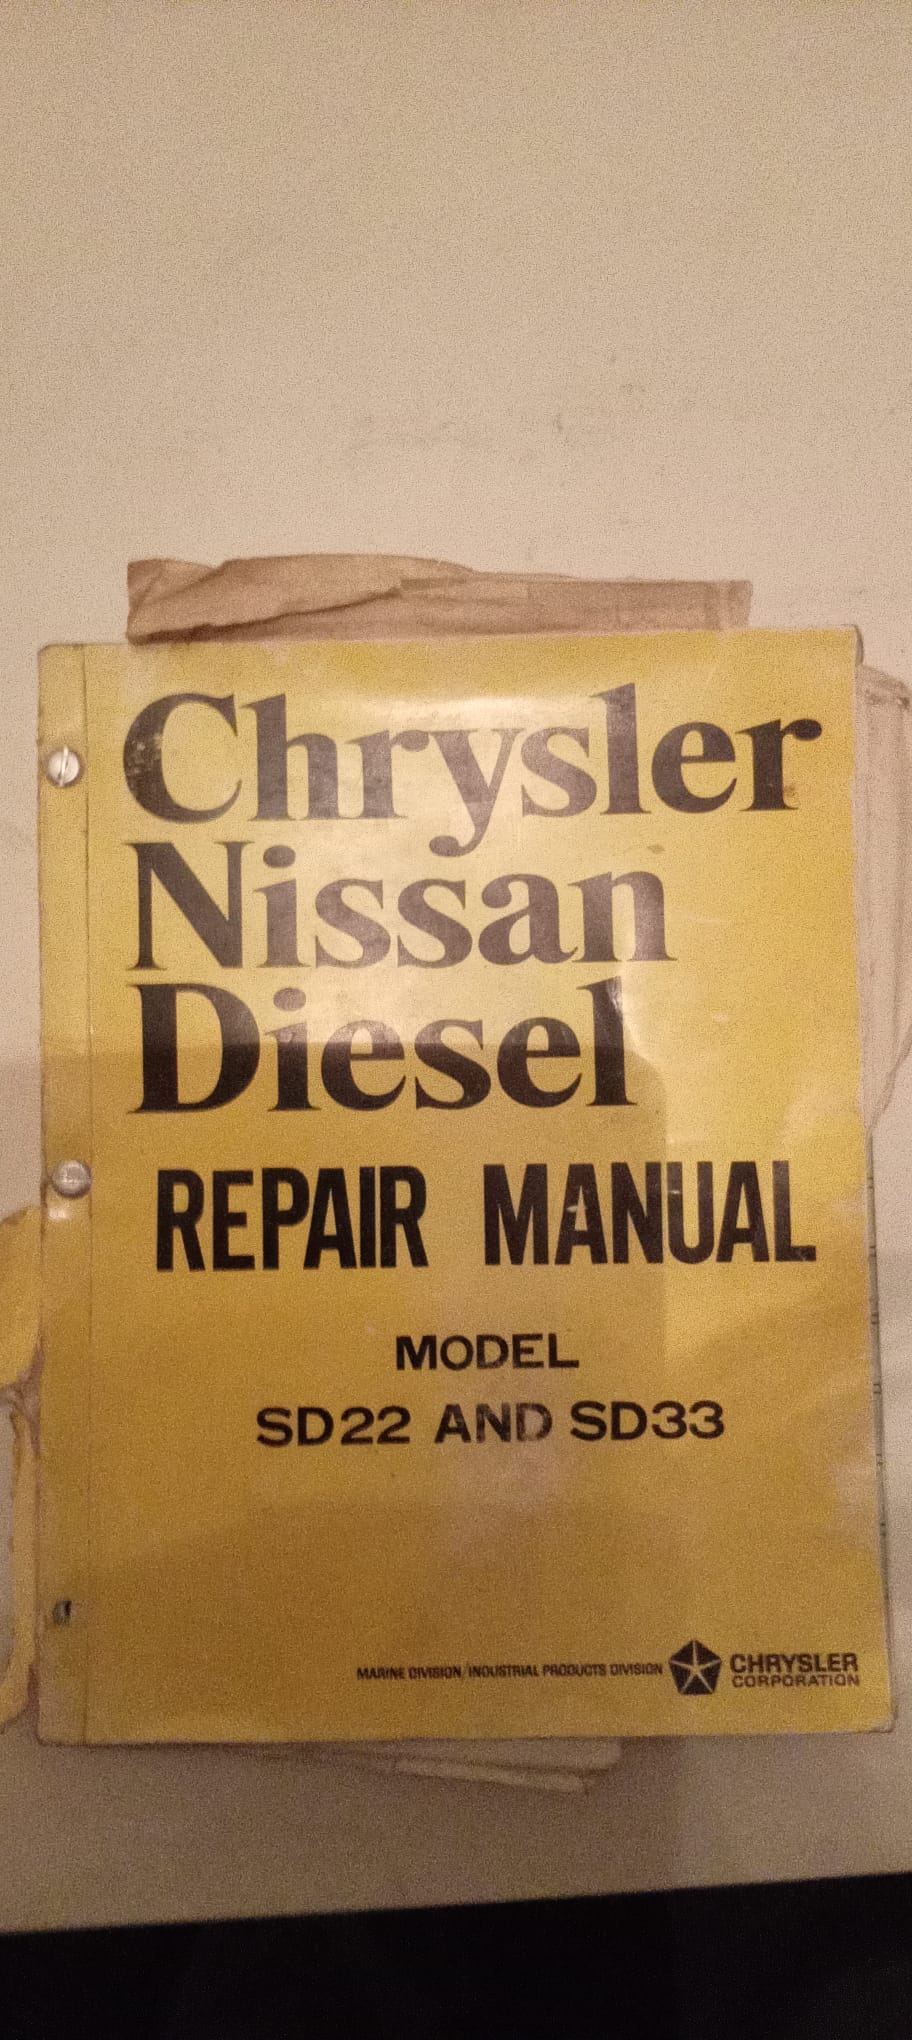 Chrysler
Nissan
Diesel
REPAIR MANUAL
MODEL
SD22 AND SD33
MARINE DIVISION/INDUSTRIAL PRODUCTS DIVISION
CHRYSLER
CORPORATION